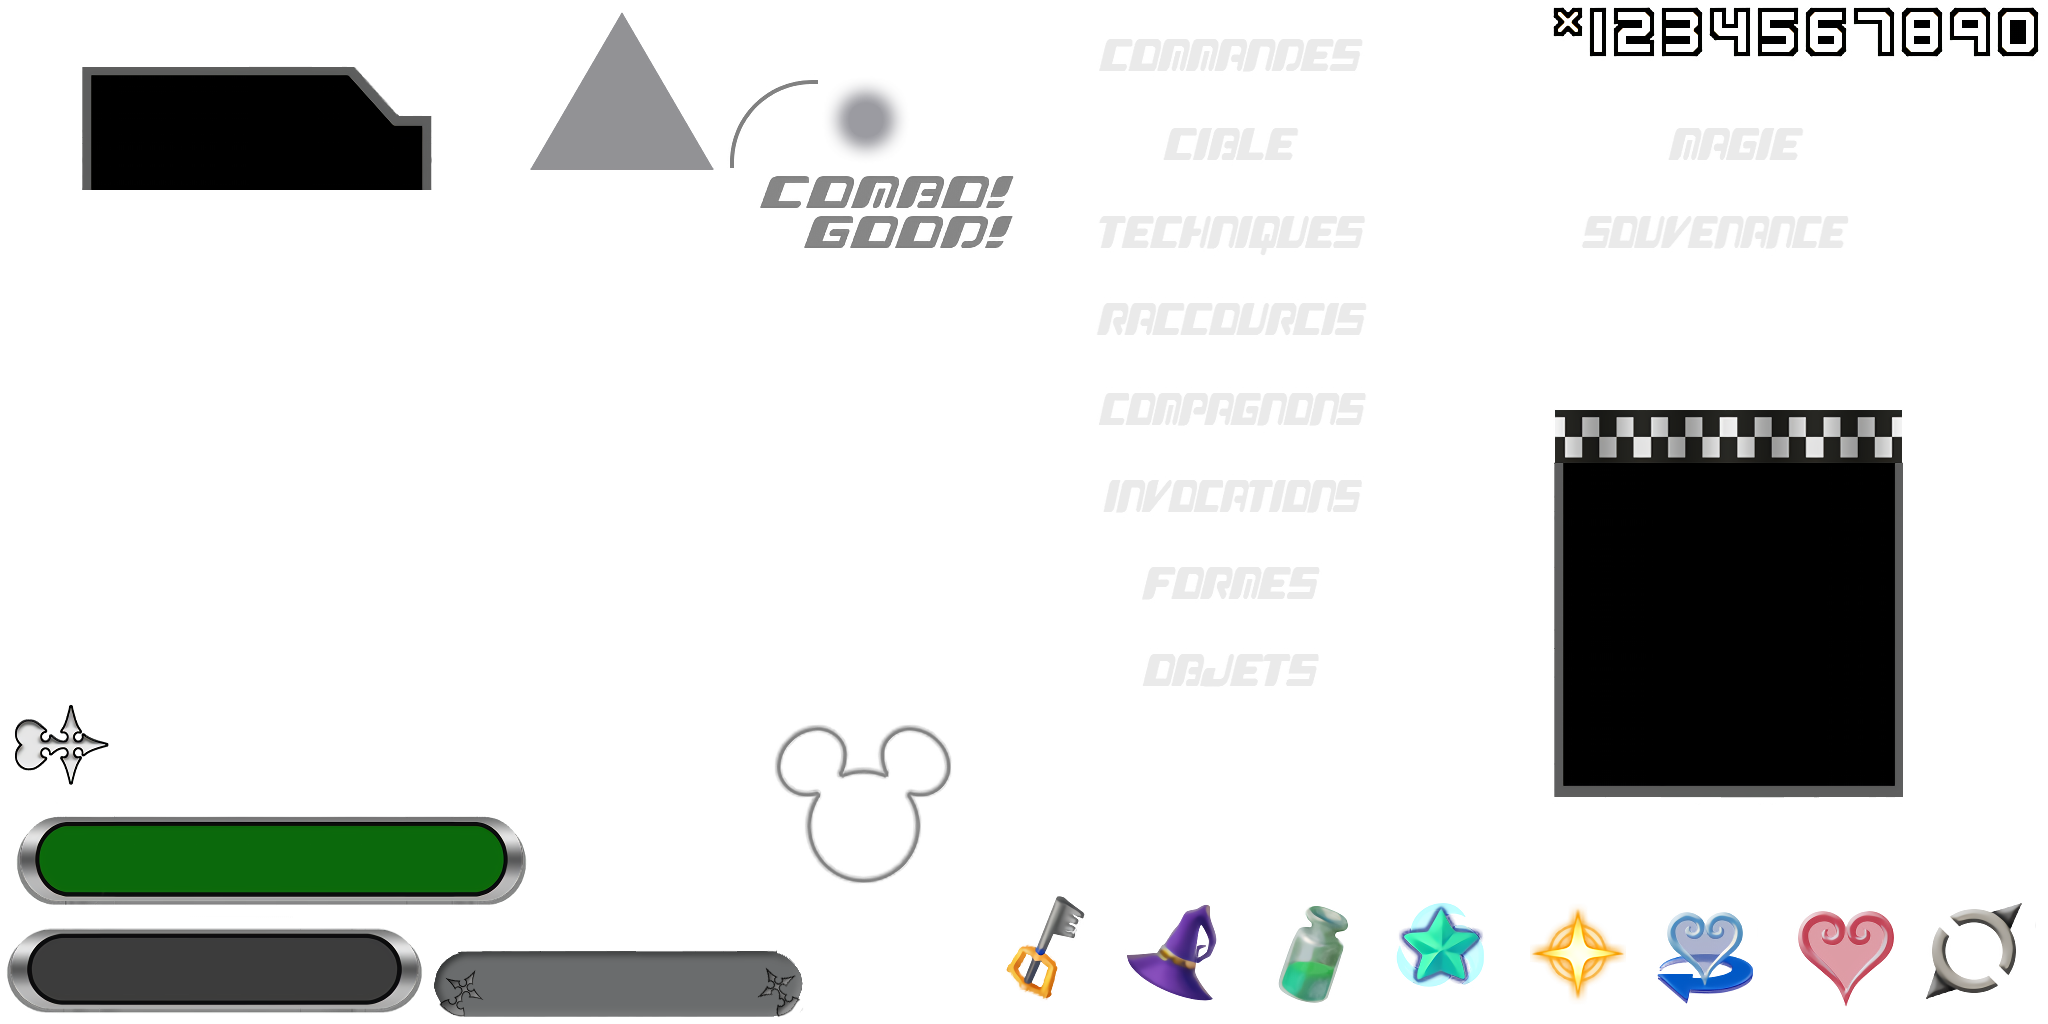 ×1234567890
COMMANDES
CIBLE
MAGIE
COMBO!
GOOD!
TECHNIQUES
SOUVENANCE
RACCOURCIS
COMPAGNONS
INVOCATIONS
FORMES
OBJETS